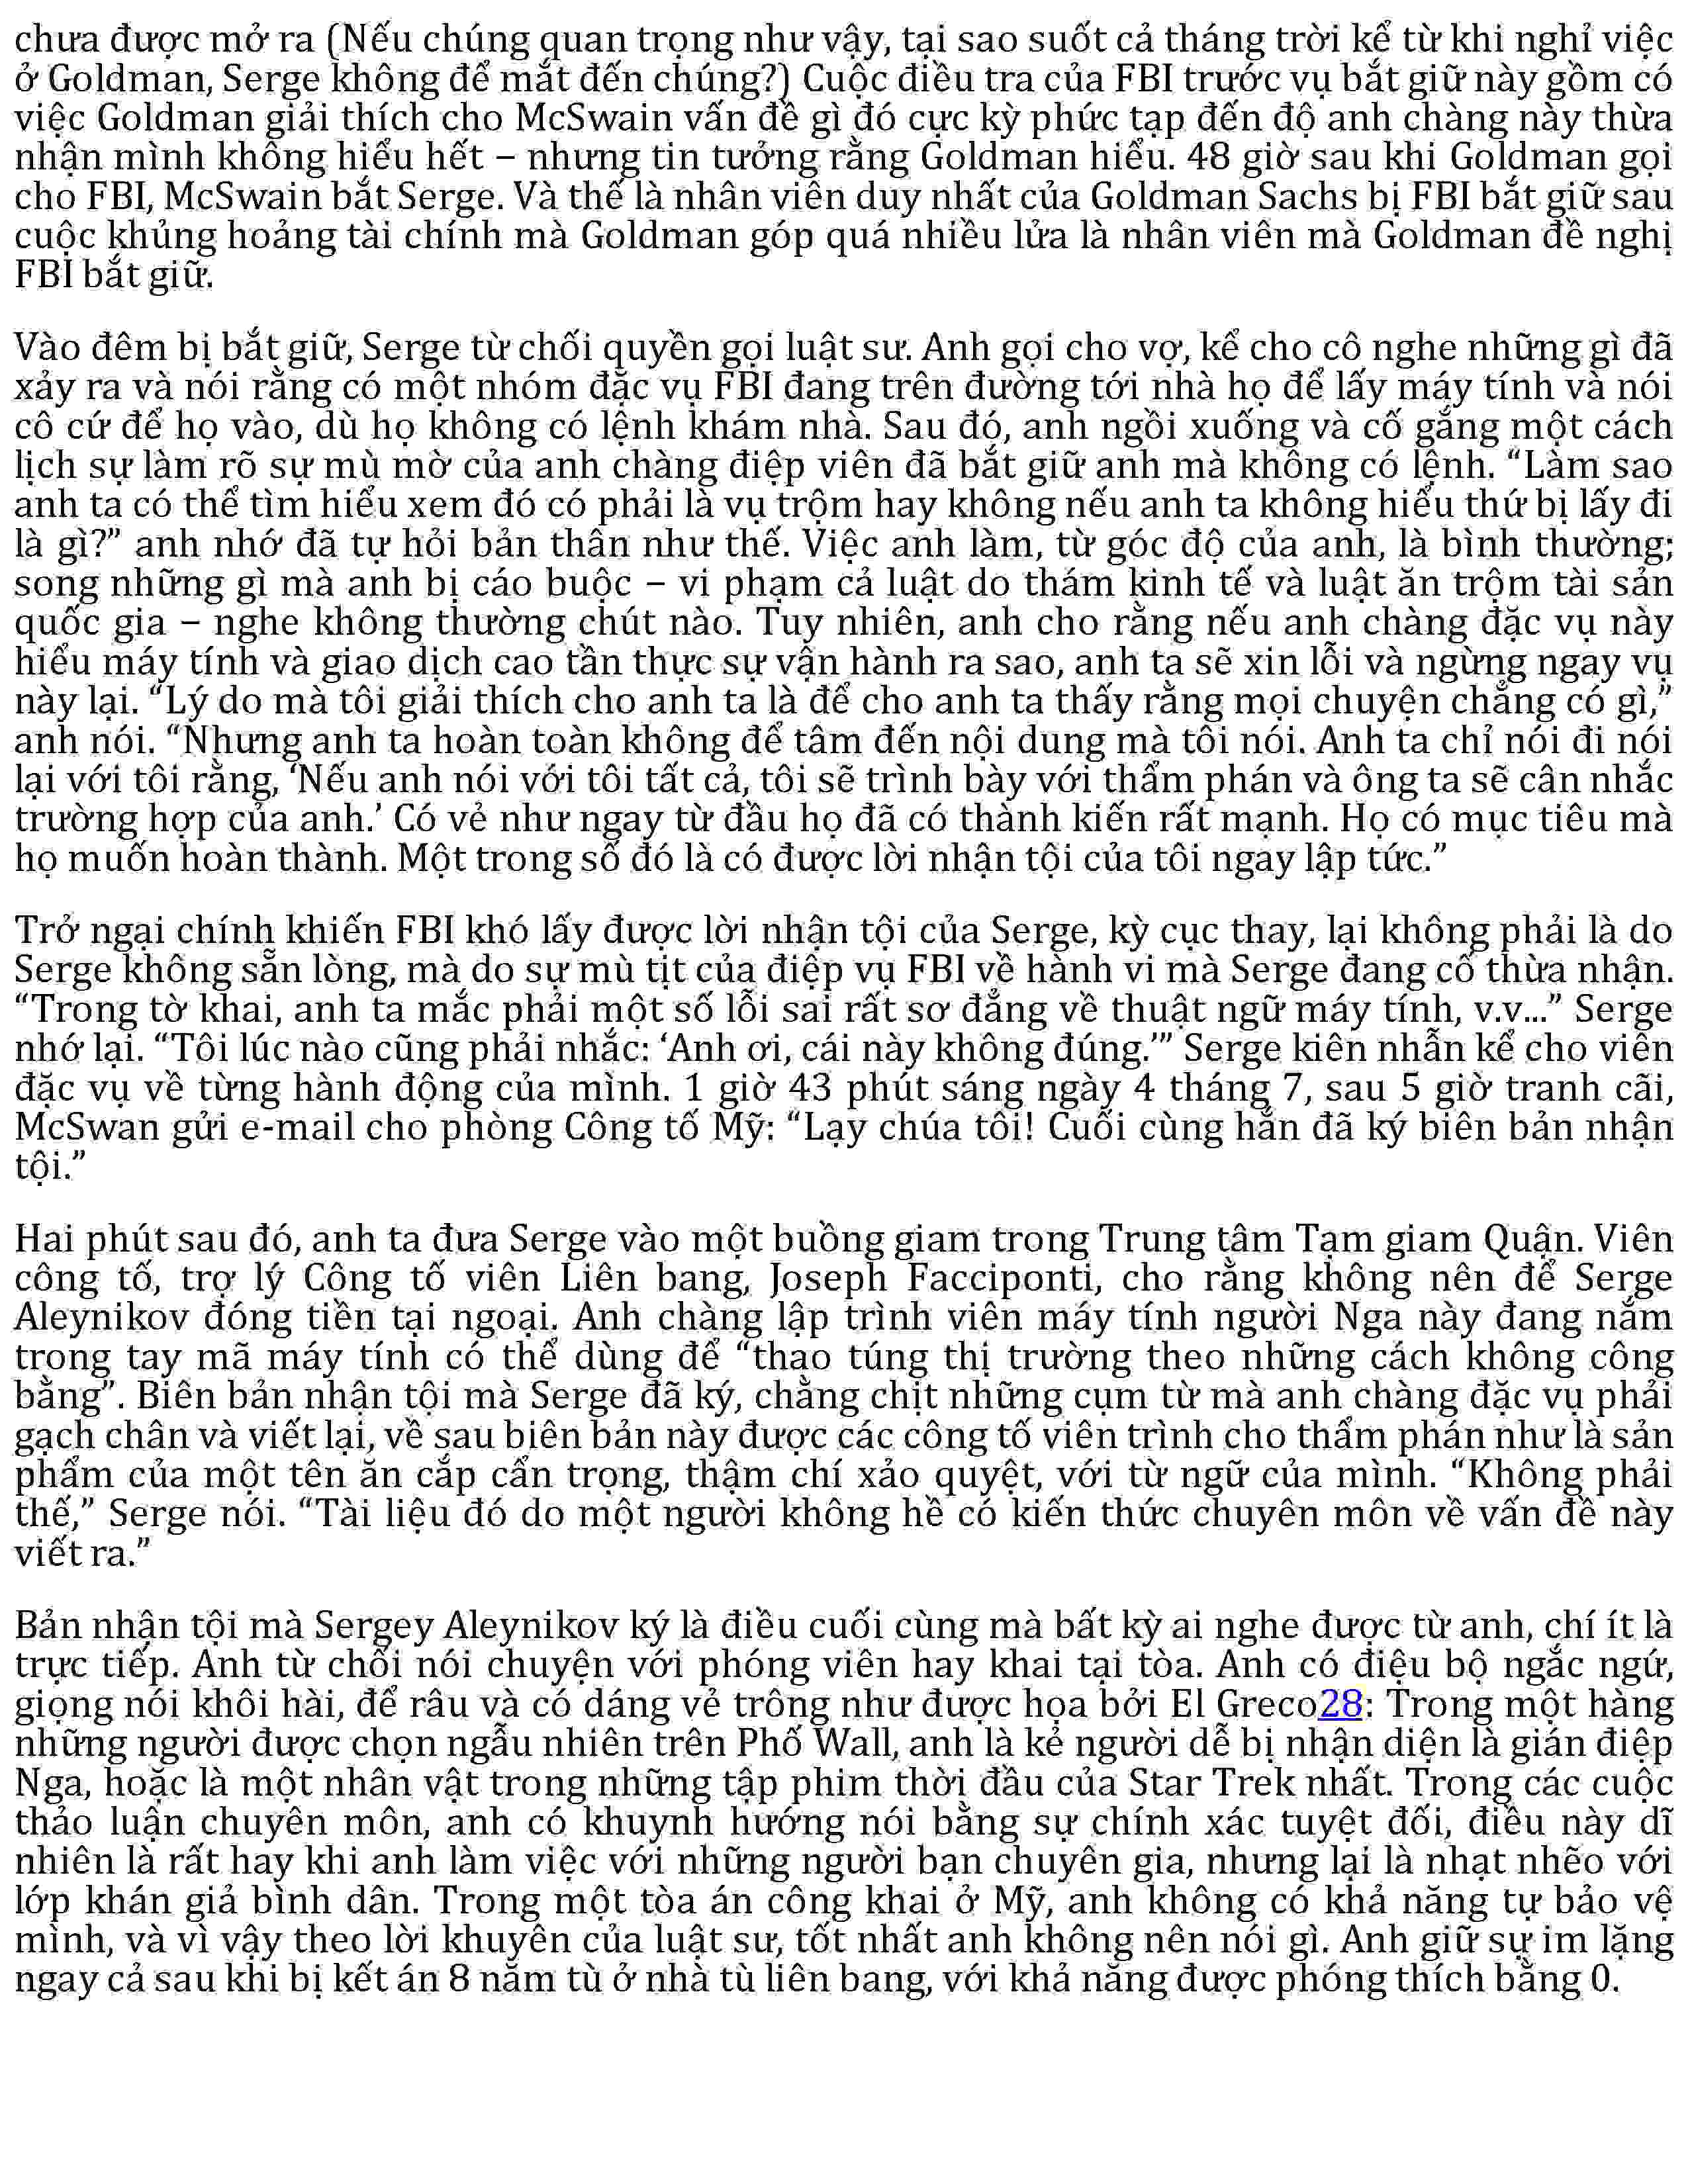 chưa được mở ra (Nếu chúng quan trọng như vậy, tại sao suốt cả tháng trời kể từ khi nghỉ việc
ở Goldman, Serge không để mắt đến chúng?) Cuộc điều tra của FBI trước vụ bắt giữ này gồm có
việc Goldman giải thích cho McSwain vấn đề gì đó cực kỳ phức tạp đến độ anh chàng này thừa
nhận mình không hiểu hết – nhưng tin tưởng rằng Goldman hiểu. 48 giờ sau khi Goldman gọi
cho FBI, McSwain bắt Serge. Và thế là nhân viên duy nhất của Goldman Sachs bị FBI bắt giữ sau
cuộc khủng hoảng tài chính mà Goldman góp quá nhiều lửa là nhân viên mà Goldman đề nghị
FBI bắt giữ.
Vào đêm bị bắt giữ, Serge từ chối quyền gọi luật sư. Anh gọi cho vợ, kể cho cô nghe những gì đã
xảy ra và nói rằng có một nhóm đặc vụ FBI đang trên đường tới nhà họ để lấy máy tính và nói
cô cứ để họ vào, dù họ không có lệnh khám nhà. Sau đó, anh ngồi xuống và cố gắng một cách
lịch sự làm rõ sự mù mờ của anh chàng điệp viên đã bắt giữ anh mà không có lệnh. “Làm sao
anh ta có thể tìm hiểu xem đó có phải là vụ trộm hay không nếu anh ta không hiểu thứ bị lấy đi
là gì?” anh nhớ đã tự hỏi bản thân như thế. Việc anh làm, từ góc độ của anh, là bình thường;
song những gì mà anh bị cáo buộc – vi phạm cả luật do thám kinh tế và luật ăn trộm tài sản
quốc gia – nghe không thường chút nào. Tuy nhiên, anh cho rằng nếu anh chàng đặc vụ này
hiểu máy tính và giao dịch cao tần thực sự vận hành ra sao, anh ta sẽ xin lỗi và ngừng ngay vụ
này lại. “Lý do mà tôi giải thích cho anh ta là để cho anh ta thấy rằng mọi chuyện chẳng có gì,”
anh nói. “Nhưng anh ta hoàn toàn không để tâm đến nội dung mà tôi nói. Anh ta chỉ nói đi nói
lại với tôi rằng, ‘Nếu anh nói với tôi tất cả, tôi sẽ trình bày với thẩm phán và ông ta sẽ cân nhắc
trường hợp của anh.’ Có vẻ như ngay từ đầu họ đã có thành kiến rất mạnh. Họ có mục tiêu mà
họ muốn hoàn thành. Một trong số đó là có được lời nhận tội của tôi ngay lập tức.”
Trở ngại chính khiến FBI khó lấy được lời nhận tội của Serge, kỳ cục thay, lại không phải là do
Serge không sẵn lòng, mà do sự mù tịt của điệp vụ FBI về hành vi mà Serge đang cố thừa nhận.
“Trong tờ khai, anh ta mắc phải một số lỗi sai rất sơ đẳng về thuật ngữ máy tính, v.v...” Serge
nhớ lại. “Tôi lúc nào cũng phải nhắc: ‘Anh ơi, cái này không đúng.’” Serge kiên nhẫn kể cho viên
đặc vụ về từng hành động của mình. 1 giờ 43 phút sáng ngày 4 tháng 7, sau 5 giờ tranh cãi,
McSwan gửi e-mail cho phòng Công tố Mỹ: “Lạy chúa tôi! Cuối cùng hắn đã ký biên bản nhận
tội.”
Hai phút sau đó, anh ta đưa Serge vào một buồng giam trong Trung tâm Tạm giam Quận. Viên
công tố, trợ lý Công tố viên Liên bang, Joseph Facciponti, cho rằng không nên để Serge
Aleynikov đóng tiền tại ngoại. Anh chàng lập trình viên máy tính người Nga này đang nắm
trong tay mã máy tính có thể dùng để “thao túng thị trường theo những cách không công
bằng”. Biên bản nhận tội mà Serge đã ký, chằng chịt những cụm từ mà anh chàng đặc vụ phải
gạch chân và viết lại, về sau biên bản này được các công tố viên trình cho thẩm phán như là sản
phẩm của một tên ăn cắp cẩn trọng, thậm chí xảo quyệt, với từ ngữ của mình. “Không phải
thế,” Serge nói. “Tài liệu đó do một người không hề có kiến thức chuyên môn về vấn đề này
viết ra.”
Bản nhận tội mà Sergey Aleynikov ký là điều cuối cùng mà bất kỳ ai nghe được từ anh, chí ít là
trực tiếp. Anh từ chối nói chuyện với phóng viên hay khai tại tòa. Anh có điệu bộ ngắc ngứ,
giọng nói khôi hài, để râu và có dáng vẻ trông như được họa bởi El Greco28: Trong một hàng
những người được chọn ngẫu nhiên trên Phố Wall, anh là kẻ người dễ bị nhận diện là gián điệp
Nga, hoặc là một nhân vật trong những tập phim thời đầu của Star Trek nhất. Trong các cuộc
thảo luận chuyên môn, anh có khuynh hướng nói bằng sự chính xác tuyệt đối, điều này dĩ
nhiên là rất hay khi anh làm việc với những người bạn chuyên gia, nhưng lại là nhạt nhẽo với
lớp khán giả bình dân. Trong một tòa án công khai ở Mỹ, anh không có khả năng tự bảo vệ
mình, và vì vậy theo lời khuyên của luật sư, tốt nhất anh không nên nói gì. Anh giữ sự im lặng
ngay cả sau khi bị kết án 8 năm tù ở nhà tù liên bang, với khả năng được phóng thích bằng 0.